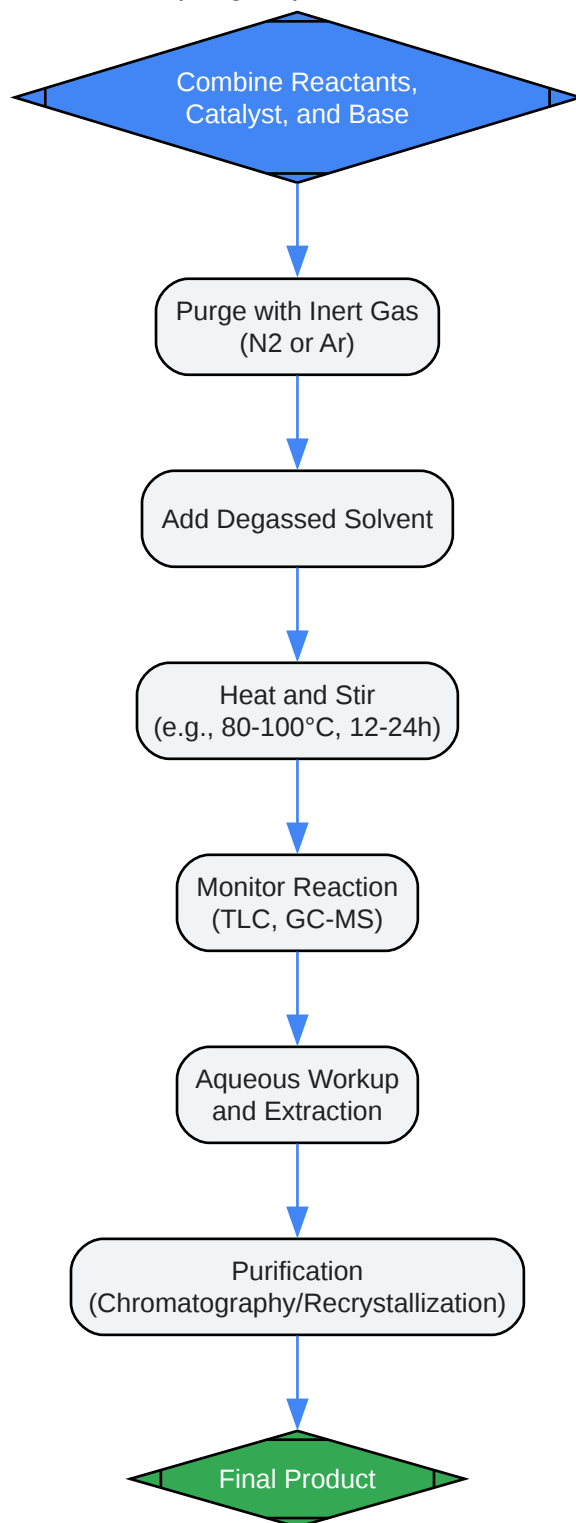 Combine Reactants,
Catalyst, and Base
Purge with Inert Gas
(N2 or Ar)
Add Degassed Solvent
Heat and Stir
(e.g., 80-100°C, 12-24h)
Monitor Reaction
(TLC, GC-MS)
Aqueous Workup
and Extraction
Purification
(Chromatography/Recrystallization)
Final Product